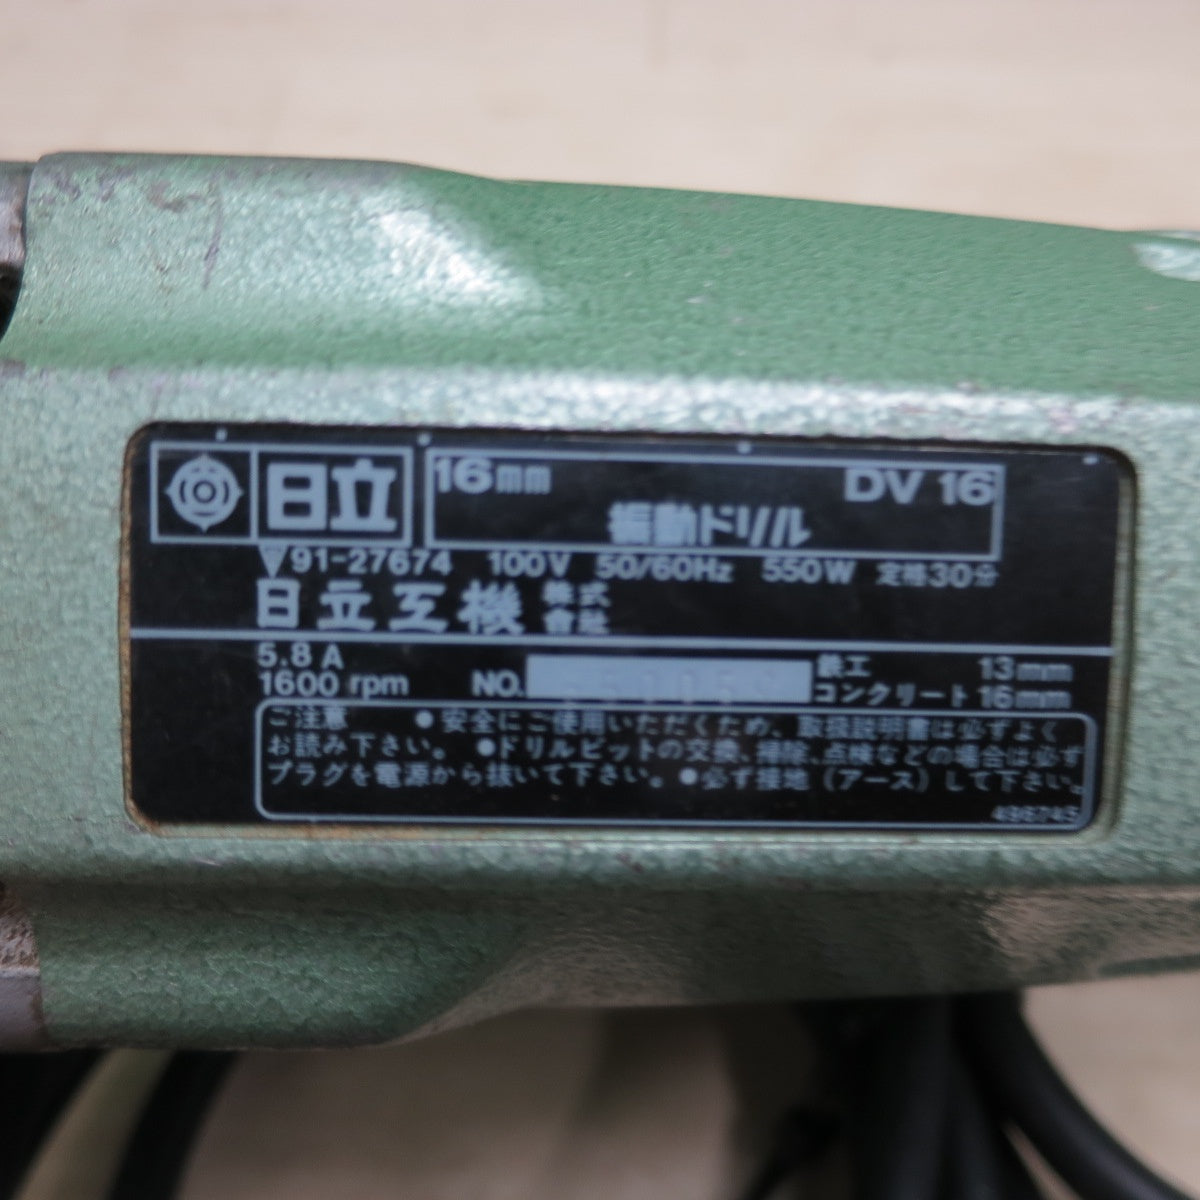 日立
16mm DV 16
振動ドリル
▼91-27674 100V 50/60Hz 550W 定格30分
日立工機 株式會社
5.8A
1600 rpm NO.
鉄工 13mm
コンクリート 16mm
ご注意 ●安全にご使用いただくため、取扱説明書は必ずよく
お読み下さい。 ●ドリルビットの交換、掃除、点検などの場合は必ず
プラグを電源から抜いて下さい。 ●必ず接地(アース)して下さい。